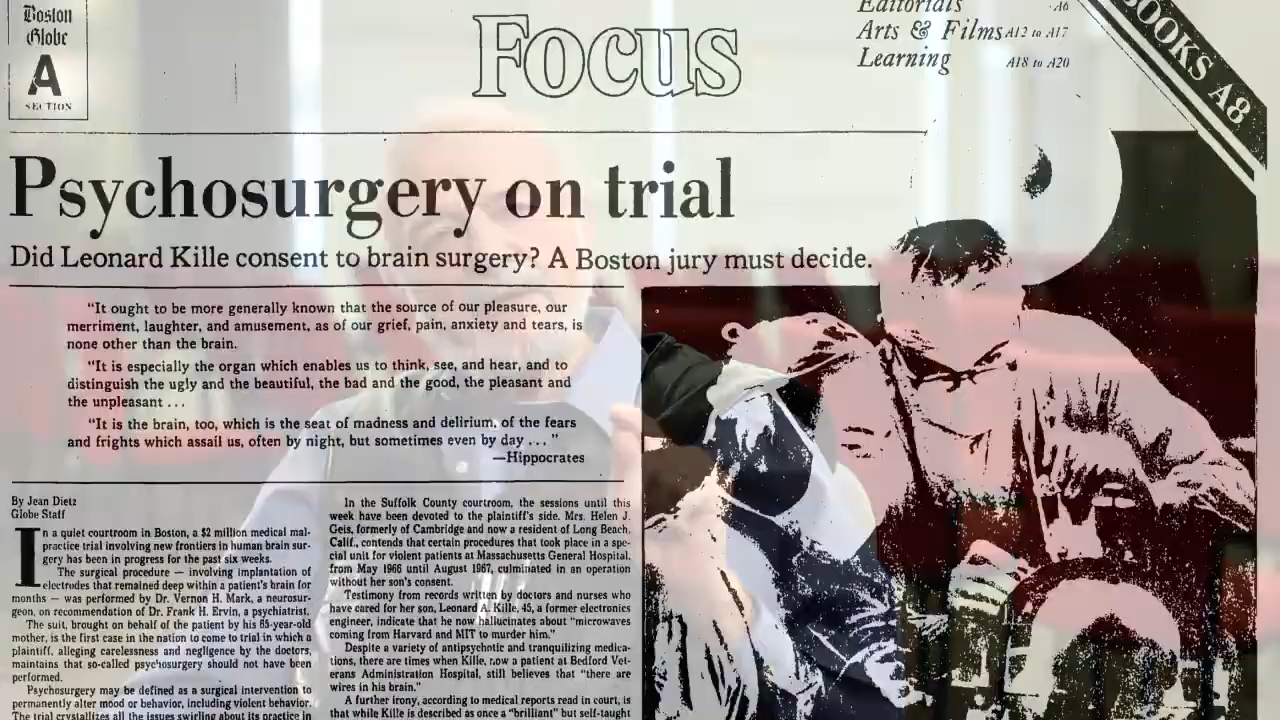 Boston
Globe
A
SECTION
Focus
Editorials A6
Arts & Films A12 to A17
Learning A18 to A20
BOOKS A8
Psychosurgery on trial
Did Leonard Kille consent to brain surgery? A Boston jury must decide.
“It ought to be more generally known that the source of our pleasure, our
merriment, laughter, and amusement, as of our grief, pain, anxiety and tears, is
none other than the brain.
“It is especially the organ which enables us to think, see, and hear, and to
distinguish the ugly and the beautiful, the bad and the good, the pleasant and
the unpleasant . . .
“It is the brain, too, which is the seat of madness and delirium, of the fears
and frights which assail us, often by night, but sometimes even by day . . . ”
—Hippocrates
By Jean Dietz
Globe Staff
In a quiet courtroom in Boston, a $2 million medical mal-
practice trial involving new frontiers in human brain sur-
gery has been in progress for the past six weeks.
The surgical procedure — involving implantation of
electrodes that remained deep within a patient's brain for
months — was performed by Dr. Vernon H. Mark, a neurosur-
geon, on recommendation of Dr. Frank H. Ervin, a psychiatrist.
The suit, brought on behalf of the patient by his 65-year-old
mother, is the first case in the nation to come to trial in which a
plaintiff, alleging carelessness and negligence by the doctors,
maintains that so-called psychosurgery should not have been
performed.
Psychosurgery may be defined as a surgical intervention to
permanently alter mood or behavior, including violent behavior.
The trial crystallizes all the issues swirling about its practice in
In the Suffolk County courtroom, the sessions until this
week have been devoted to the plaintiff's side. Mrs. Helen J.
Geis, formerly of Cambridge and now a resident of Long Beach,
Calif., contends that certain procedures that took place in a spe-
cial unit for violent patients at Massachusetts General Hospital,
from May 1966 until August 1967, culminated in an operation
without her son's consent.
Testimony from records written by doctors and nurses who
have cared for her son, Leonard A. Kille, 45, a former electronics
engineer, indicate that he now hallucinates about “microwaves
coming from Harvard and MIT to murder him.”
Despite a variety of antipsychotic and tranquilizing medica-
tions, there are times when Kille, now a patient at Bedford Vet-
erans Administration Hospital, still believes that “there are
wires in his brain.”
A further irony, according to medical reports read in court, is
that while Kille is described as once a “brilliant” but self-taught